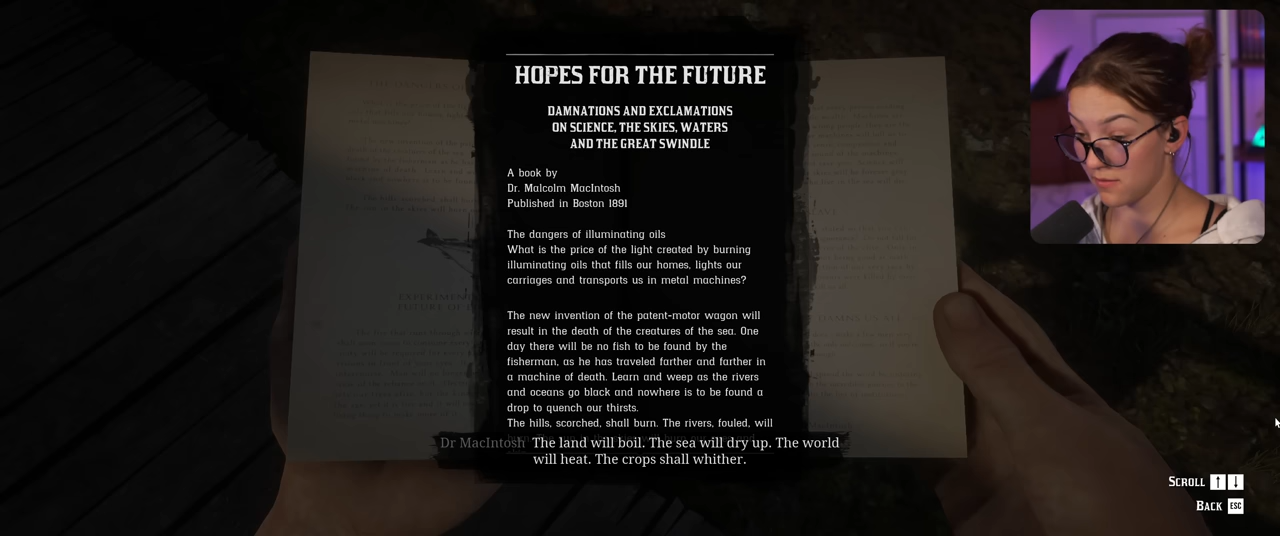 HOPES FOR THE FUTURE
DAMNATIONS AND EXCLAMATIONS
ON SCIENCE, THE SKIES, WATERS
AND THE GREAT SWINDLE
A book by
Dr. Malcolm MacIntosh
Published in Boston 1891
The dangers of illuminating oils
What is the price of the light created by burning
illuminating oils that fills our homes, lights our
carriages and transports us in metal machines?
The new invention of the patent-motor wagon will
result in the death of the creatures of the sea. One
day there will be no fish to be found by the
fisherman, as he has traveled farther and farther in
a machine of death. Learn and weep as the rivers
and oceans go black and nowhere is to be found a
drop to quench our thirsts.
The hills, scorched, shall burn. The rivers, fouled, will
Dr MacIntosh The land will boil. The sea will dry up. The world
will heat. The crops shall whither.
SCROLL ↑ ↓
BACK ESC